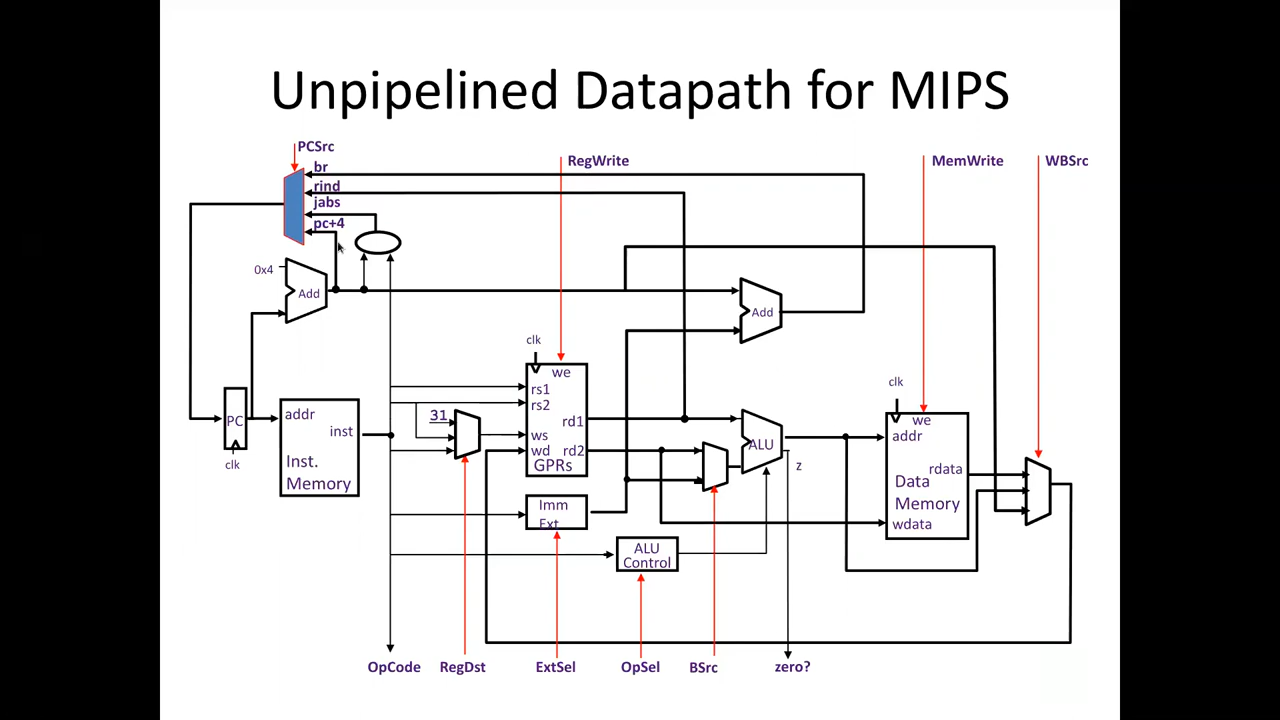 Unpipelined Datapath for MIPS
PCSrc
br
rind
jabs
pc+4
RegWrite
MemWrite
WBSrc
0x4
Add
Add
clk
we
rs1
rs2
rd1
ws
wd
rd2
GPRs
31
PC
clk
addr
inst
Inst.
Memory
ALU
z
clk
we
addr
rdata
Data
Memory
wdata
Imm
Ext
ALU
Control
OpCode
RegDst
ExtSel
OpSel
BSrc
zero?